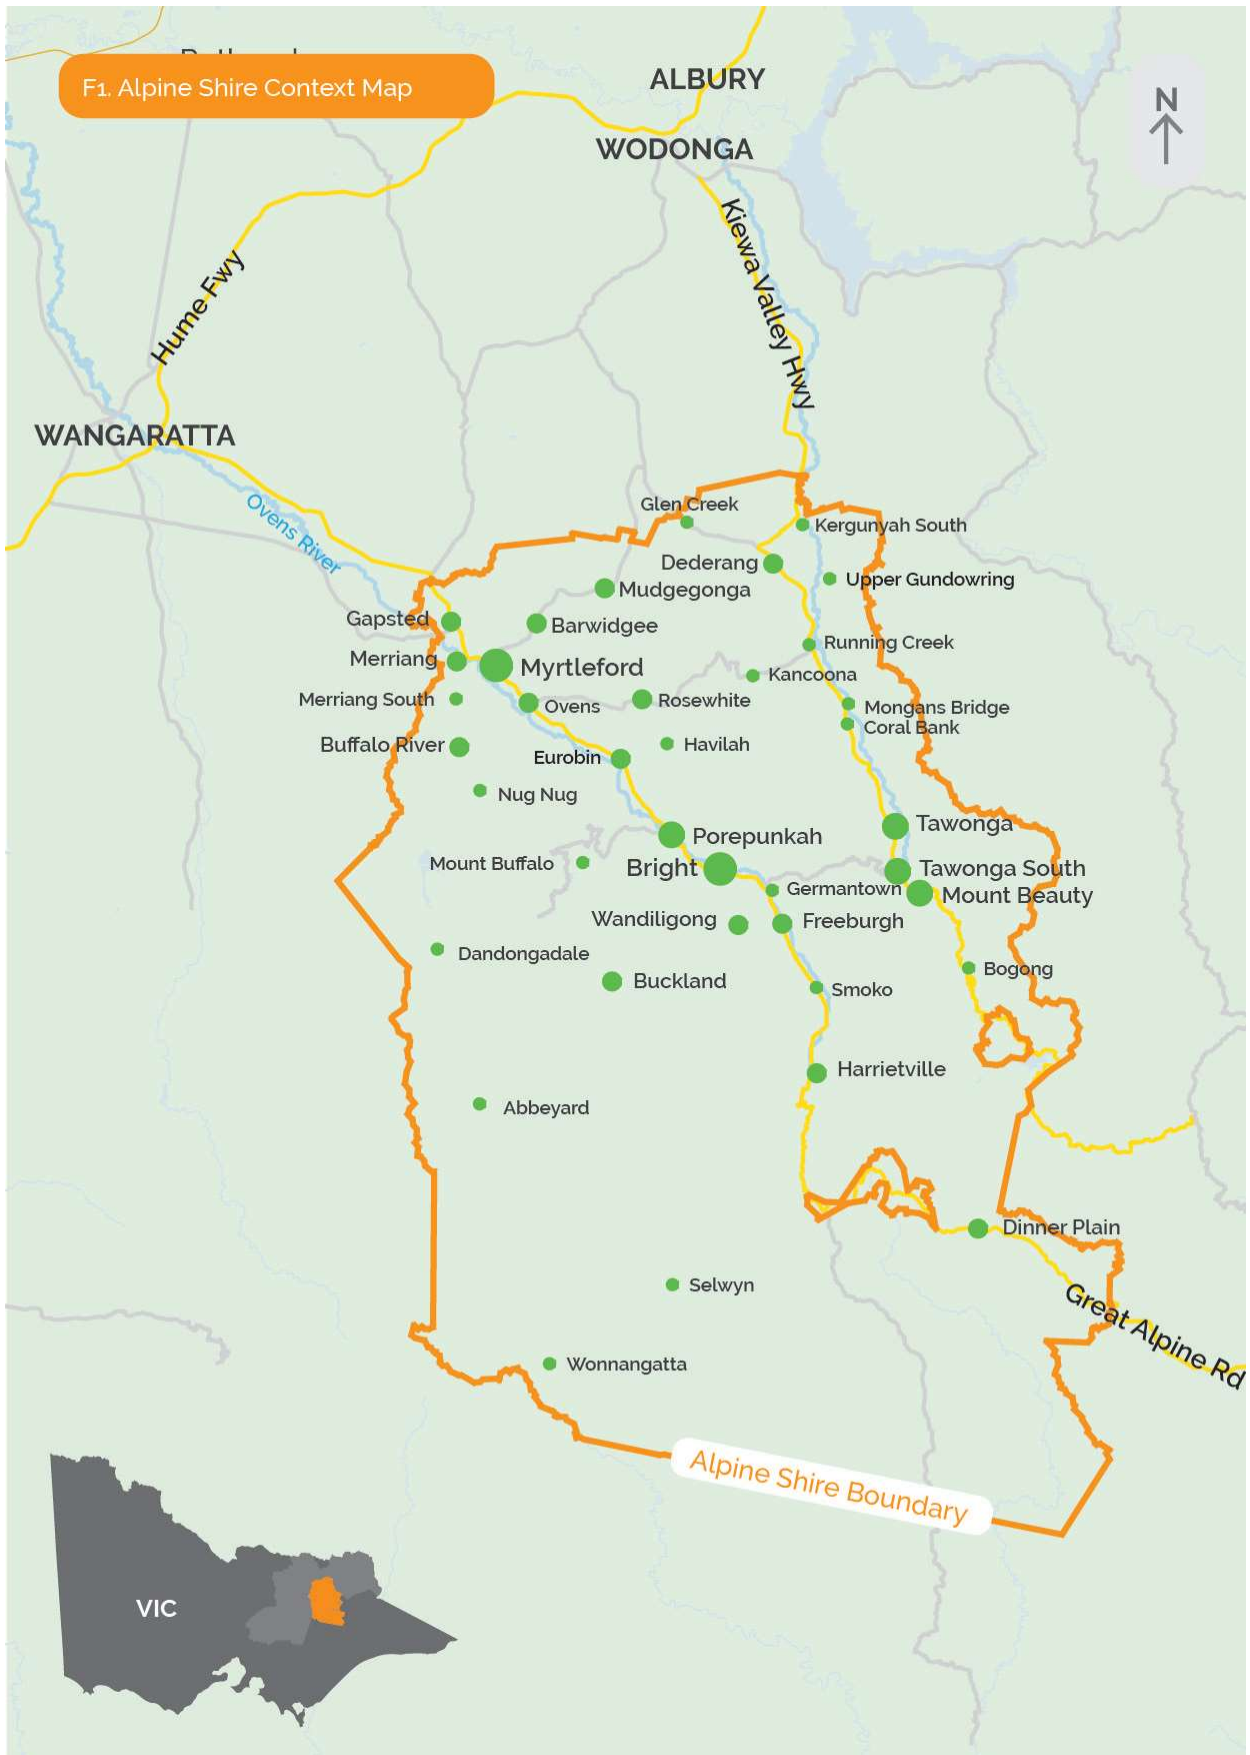 F1. Alpine Shire Context Map
ALBURY
N
WODONGA
Kiewa Valley Hwy
Hume Fwy
WANGARATTA
Ovens River
Glen Creek
Kergunyah South
Dederang
Upper Gundowring
Mudgegonga
Gapsted
Barwidgee
Running Creek
Merriang
Myrtleford
Kancoona
Merriang South
Ovens
Rosewhite
Mongans Bridge
Coral Bank
Buffalo River
Havilah
Eurobin
Nug Nug
Tawonga
Porepunkah
Mount Buffalo
Bright
Tawonga South
Germantown
Mount Beauty
Wandiligong
Freeburgh
Dandongadale
Bogong
Buckland
Smoko
Harrietville
Abbeyard
Dinner Plain
Selwyn
Great Alpine Rd
Wonnangatta
Alpine Shire Boundary
VIC